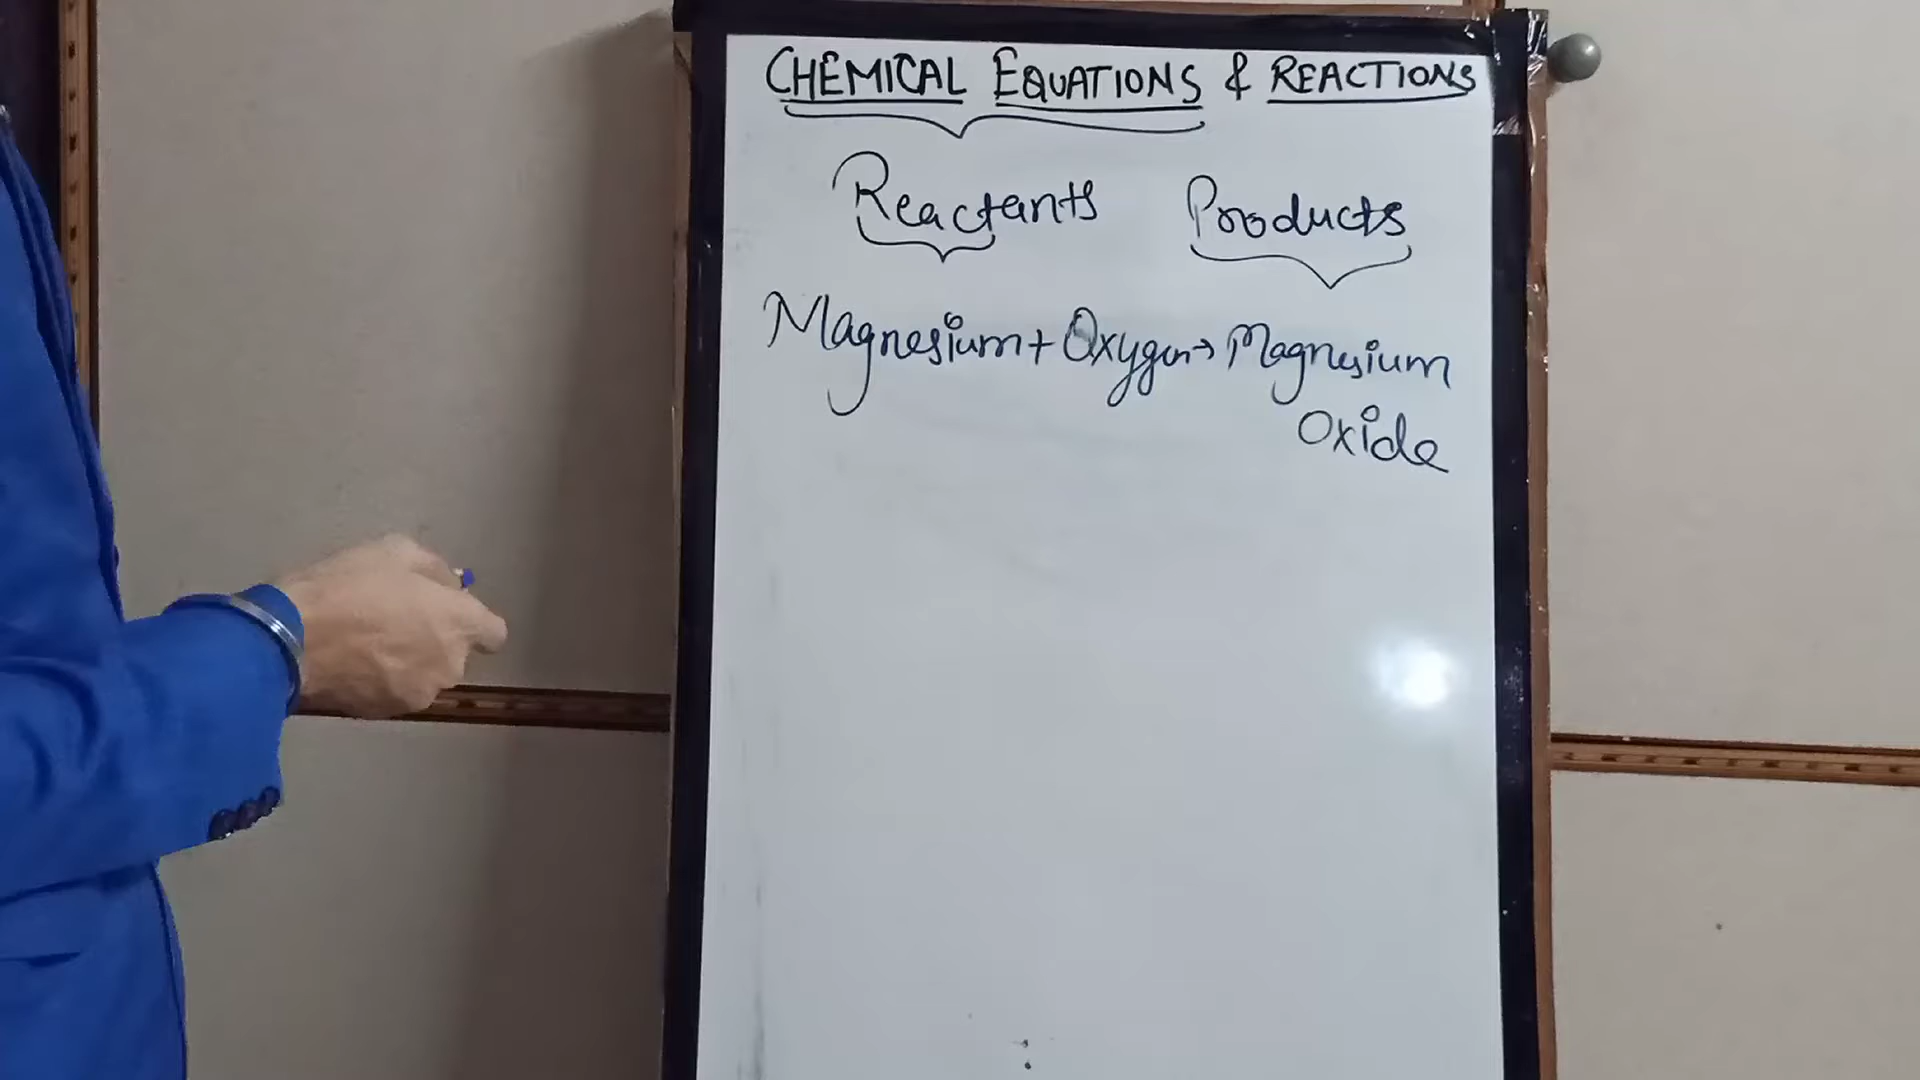 CHEMICAL EQUATIONS & REACTIONS
Reactants Products
Magnesium + Oxygen → Magnesium
Oxide